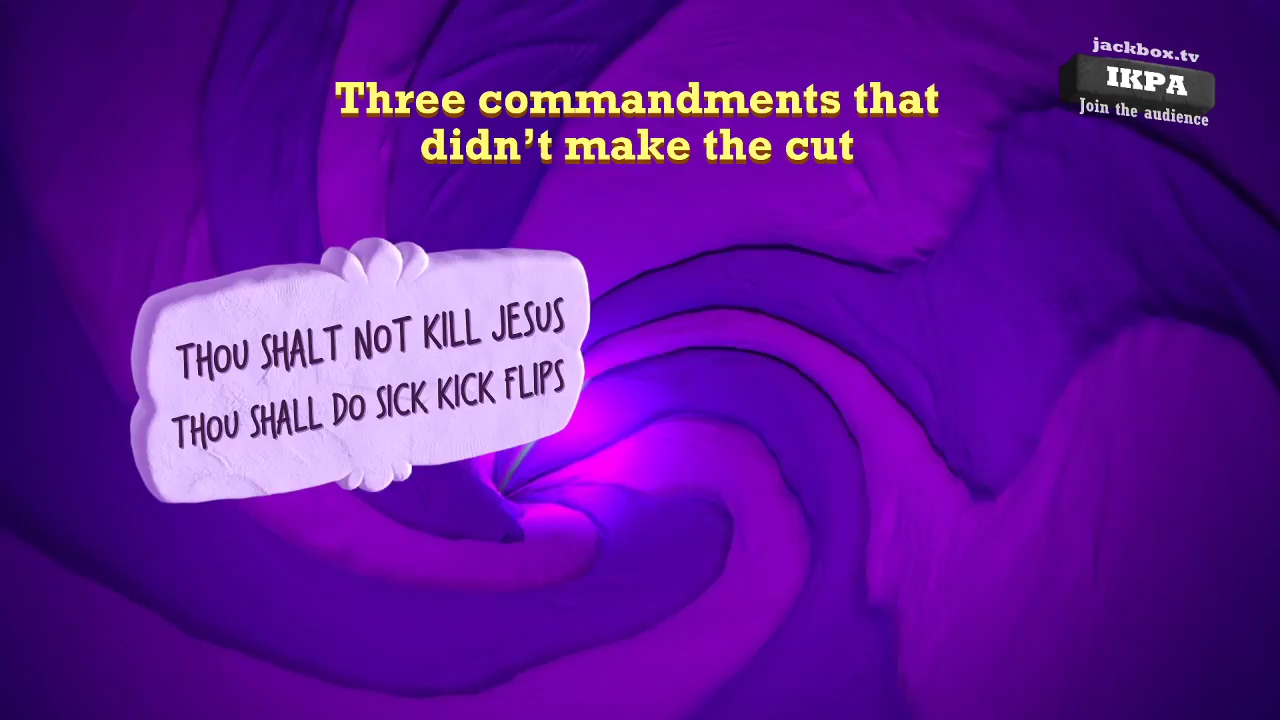 jackbox.tv
IKPA
Join the audience
Three commandments that
didn't make the cut
THOU SHALT NOT KILL JESUS
THOU SHALL DO SICK KICK FLIPS